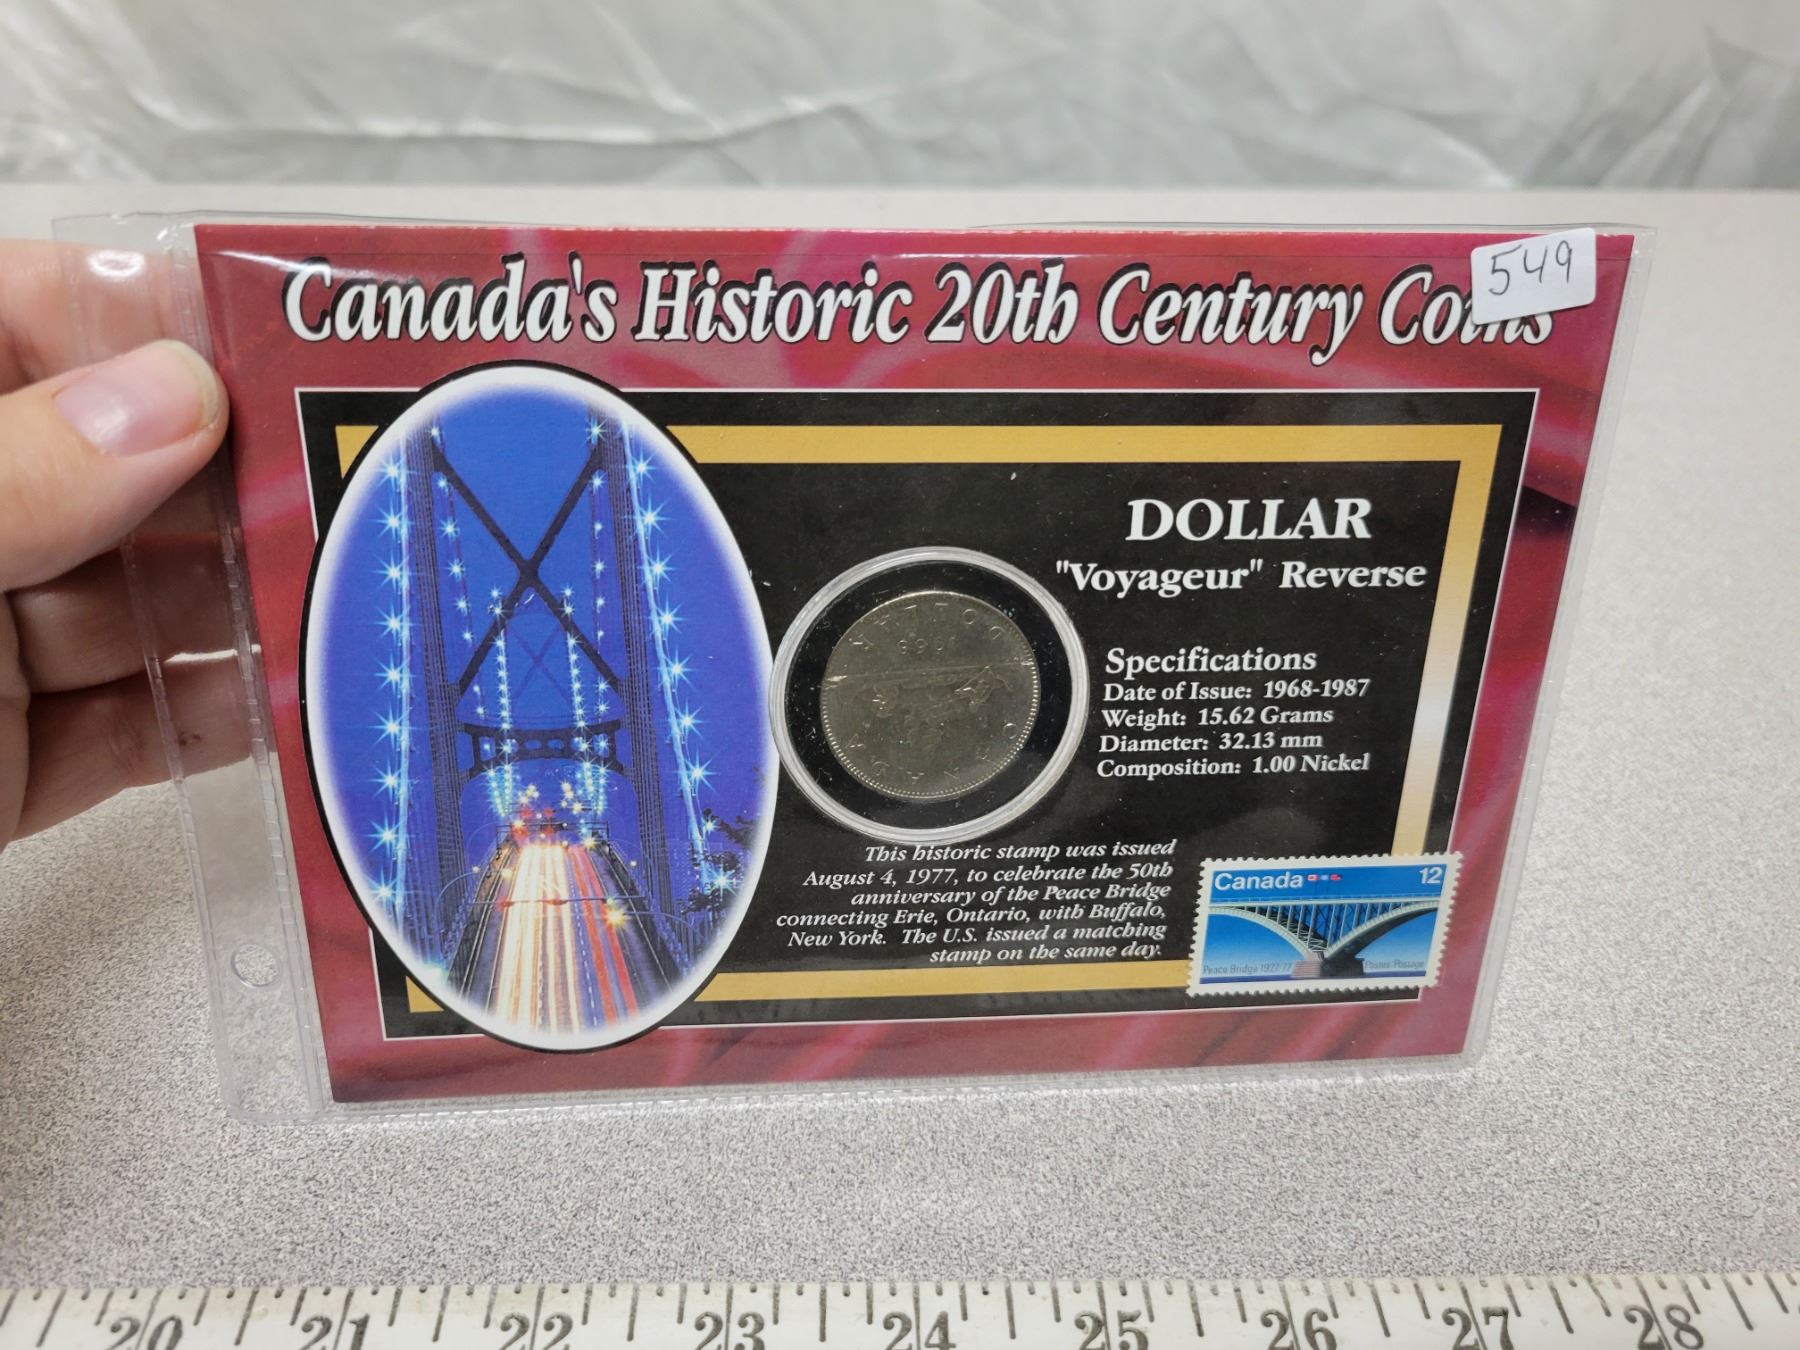 549
Canada's Historic 20th Century Coins
DOLLAR
"Voyageur" Reverse
Specifications
Date of Issue: 1968-1987
Weight: 15.62 Grams
Diameter: 32.13 mm
Composition: 1.00 Nickel
DOLLAR
CANADA
This historic stamp was issued
August 4, 1977, to celebrate the 50th
anniversary of the Peace Bridge
connecting Erie, Ontario, with Buffalo,
New York. The U.S. issued a matching
stamp on the same day.
Canada 12
Peace Bridge 1927-77 Postes Postage
20 21 22 23 24 25 26 27 28